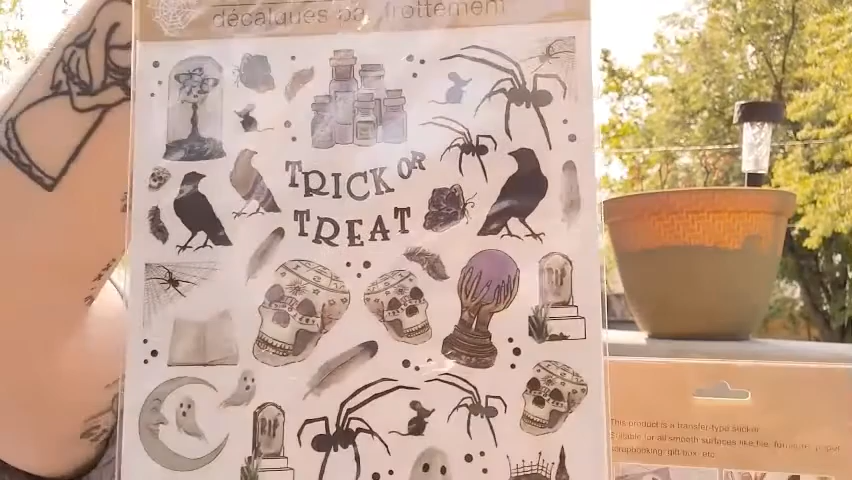 décalques par frottement
TRICK OR
TREAT
This product is a transfer-type sticker
Suitable for all smooth surfaces like tile, furniture, paper
scrapbooking, gift box, etc